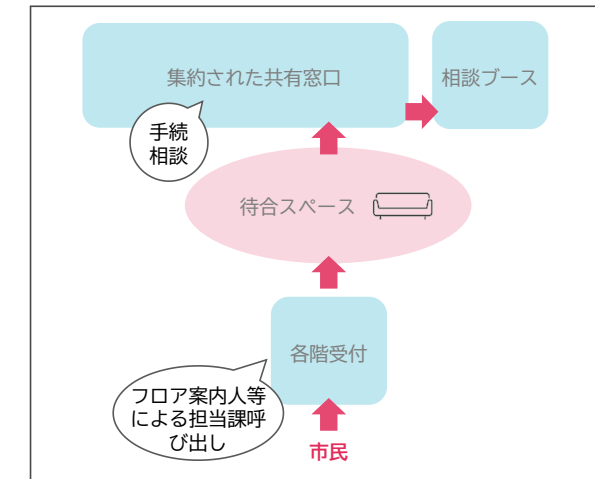 集約された共有窓口
相談ブース
手続
相談
待合スペース
各階受付
フロア案内人等
による担当課呼
び出し
市民